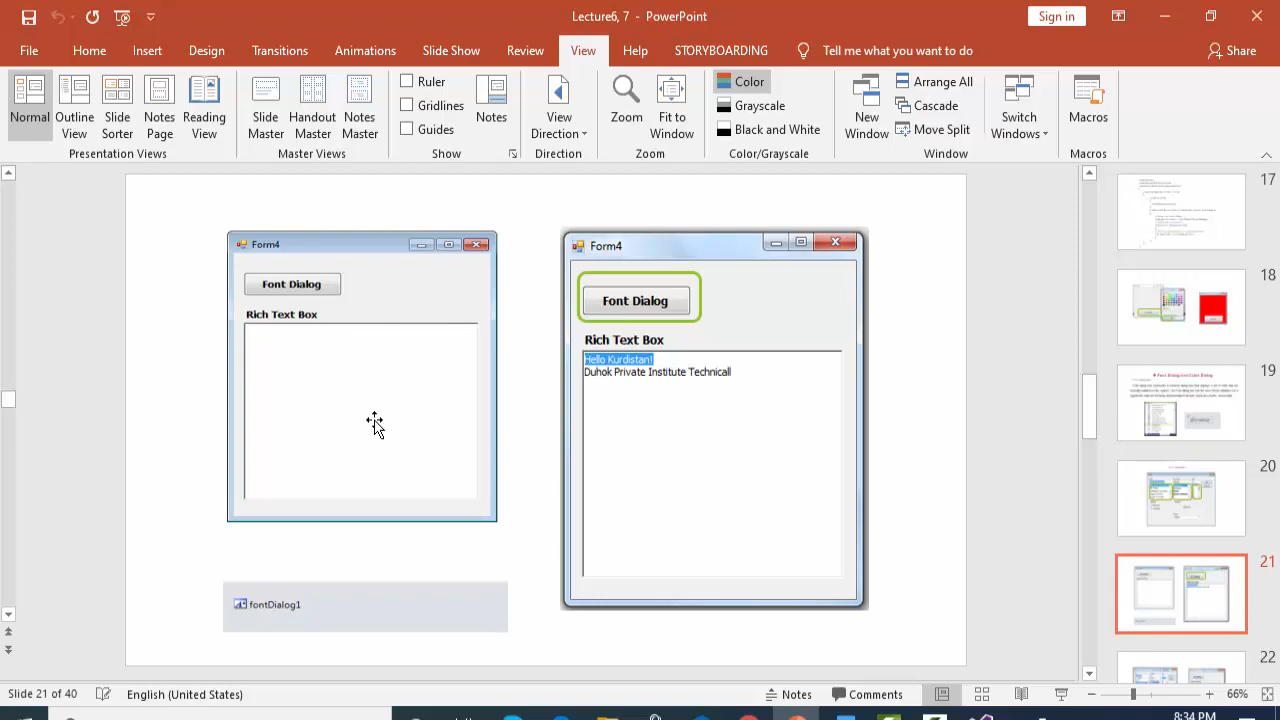 Lecture6, 7 - PowerPoint
Sign in
File Home Insert Design Transitions Animations Slide Show Review View Help STORYBOARDING Tell me what you want to do Share
Normal
Outline View
Slide Sorter
Notes Page
Reading View
Presentation Views
Slide Master
Handout Master
Notes Master
Master Views
Ruler
Gridlines
Guides
Notes
Show
View Direction
Direction
Zoom
Fit to Window
Zoom
Color
Grayscale
Black and White
Color/Grayscale
New Window
Arrange All
Cascade
Move Split
Switch Windows
Window
Macros
Macros
Form4
Font Dialog
Rich Text Box
fontDialog1
Form4
Font Dialog
Rich Text Box
Hello Kurdistan!
Duhok Private Institute Technicall
17
18
19
20
21
22
Slide 21 of 40
English (United States)
Notes
Comments
66%
8:34 PM